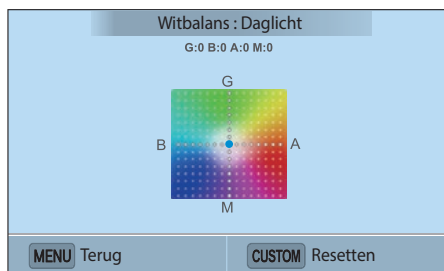 Witbalans : Daglicht
G:0 B:0 A:0 M:0
G
B A
M
MENU Terug CUSTOM Resetten